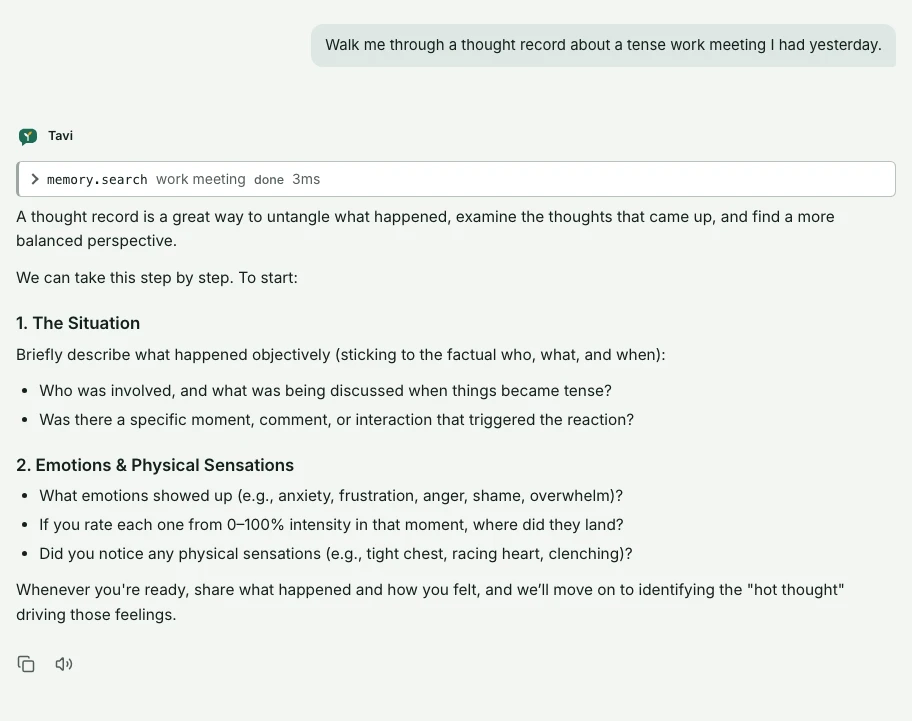 Walk me through a thought record about a tense work meeting I had yesterday.
Tavi
memory.search work meeting done 3ms
A thought record is a great way to untangle what happened, examine the thoughts that came up, and find a more
balanced perspective.
We can take this step by step. To start:
1. The Situation
Briefly describe what happened objectively (sticking to the factual who, what, and when):
• Who was involved, and what was being discussed when things became tense?
• Was there a specific moment, comment, or interaction that triggered the reaction?
2. Emotions & Physical Sensations
• What emotions showed up (e.g., anxiety, frustration, anger, shame, overwhelm)?
• If you rate each one from 0–100% intensity in that moment, where did they land?
• Did you notice any physical sensations (e.g., tight chest, racing heart, clenching)?
Whenever you're ready, share what happened and how you felt, and we’ll move on to identifying the "hot thought"
driving those feelings.